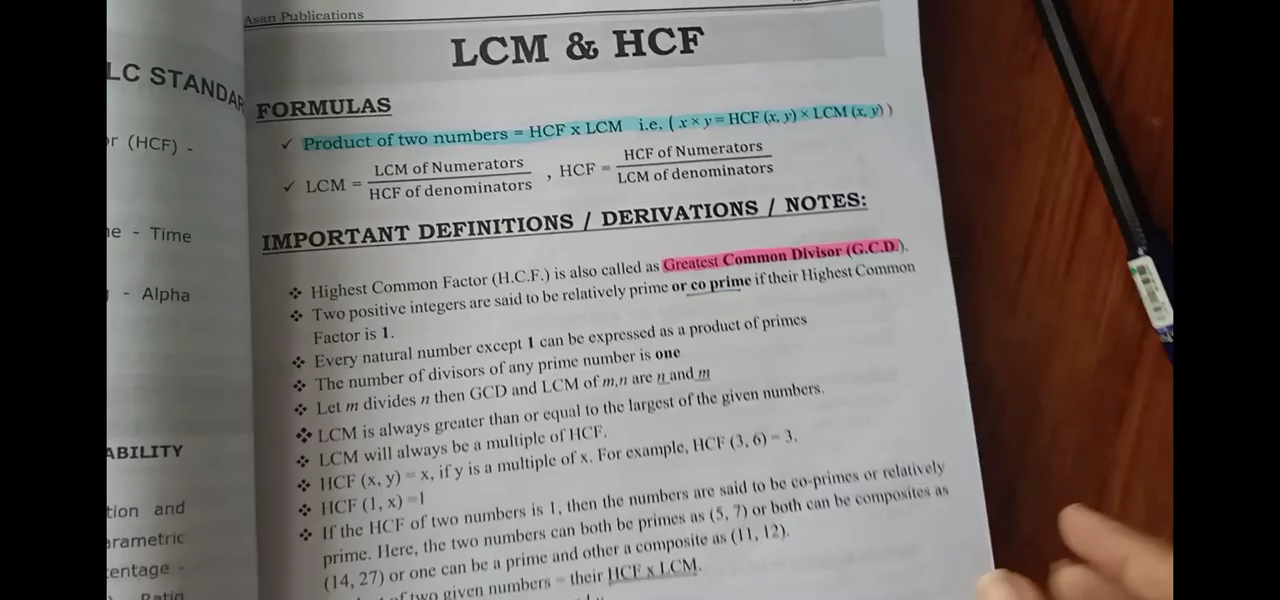 Asan Publications
LCM & HCF
FORMULAS
✓ Product of two numbers = HCF x LCM i.e. ( x × y = HCF (x, y) × LCM (x, y) )
✓ LCM = LCM of Numerators / HCF of denominators , HCF = HCF of Numerators / LCM of denominators
IMPORTANT DEFINITIONS / DERIVATIONS / NOTES:
❖ Highest Common Factor (H.C.F.) is also called as Greatest Common Divisor (G.C.D.).
❖ Two positive integers are said to be relatively prime or co prime if their Highest Common
Factor is 1.
❖ Every natural number except 1 can be expressed as a product of primes
❖ The number of divisors of any prime number is one
❖ Let m divides n then GCD and LCM of m,n are n and m
❖ LCM is always greater than or equal to the largest of the given numbers.
❖ LCM will always be a multiple of HCF.
❖ HCF (x, y) = x, if y is a multiple of x. For example, HCF (3, 6) = 3,
❖ HCF (1, x) =1
❖ If the HCF of two numbers is 1, then the numbers are said to be co-primes or relatively
prime. Here, the two numbers can both be primes as (5, 7) or both can be composites as
(14, 27) or one can be a prime and other a composite as (11, 12).
of two given numbers = their HCF x LCM.
LC STANDAR
(HCF) -
- Time
- Alpha
ABILITY
tion and
arametric
centage -
Ratio